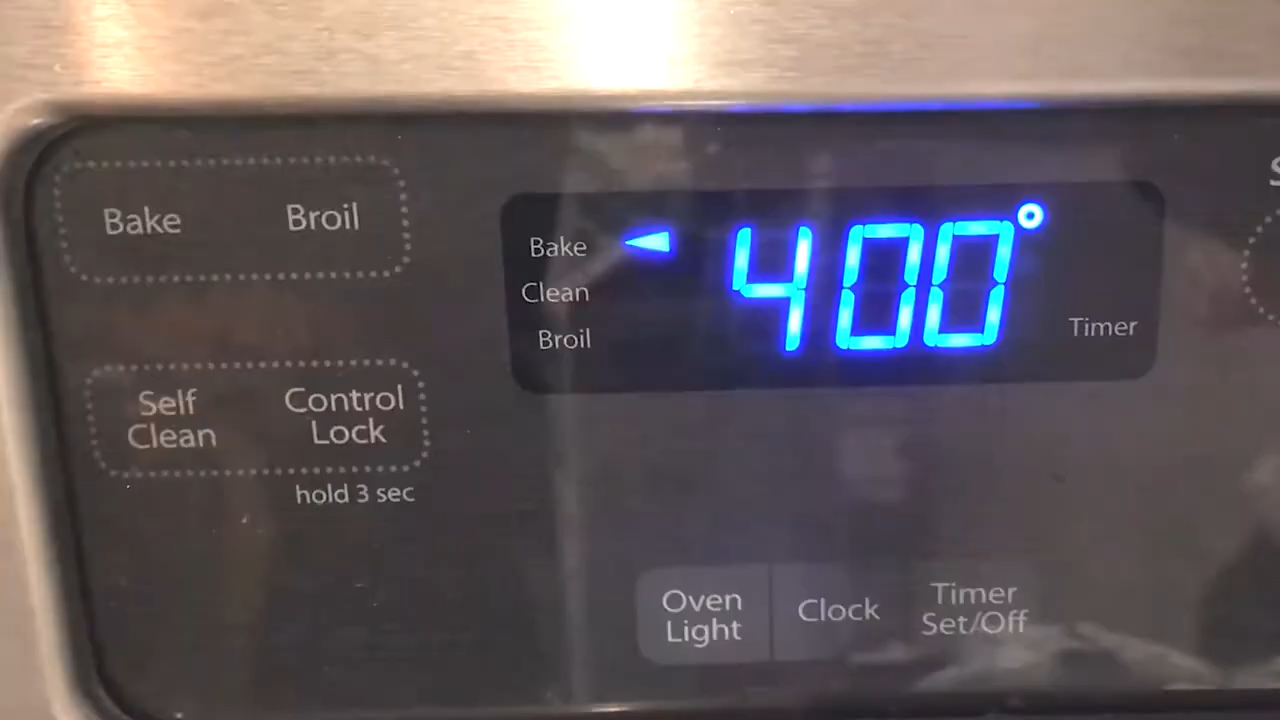 Bake
Broil
Bake
Clean
Broil
400°
Timer
Self
Clean
Control
Lock
hold 3 sec
Oven
Light
Clock
Timer
Set/Off